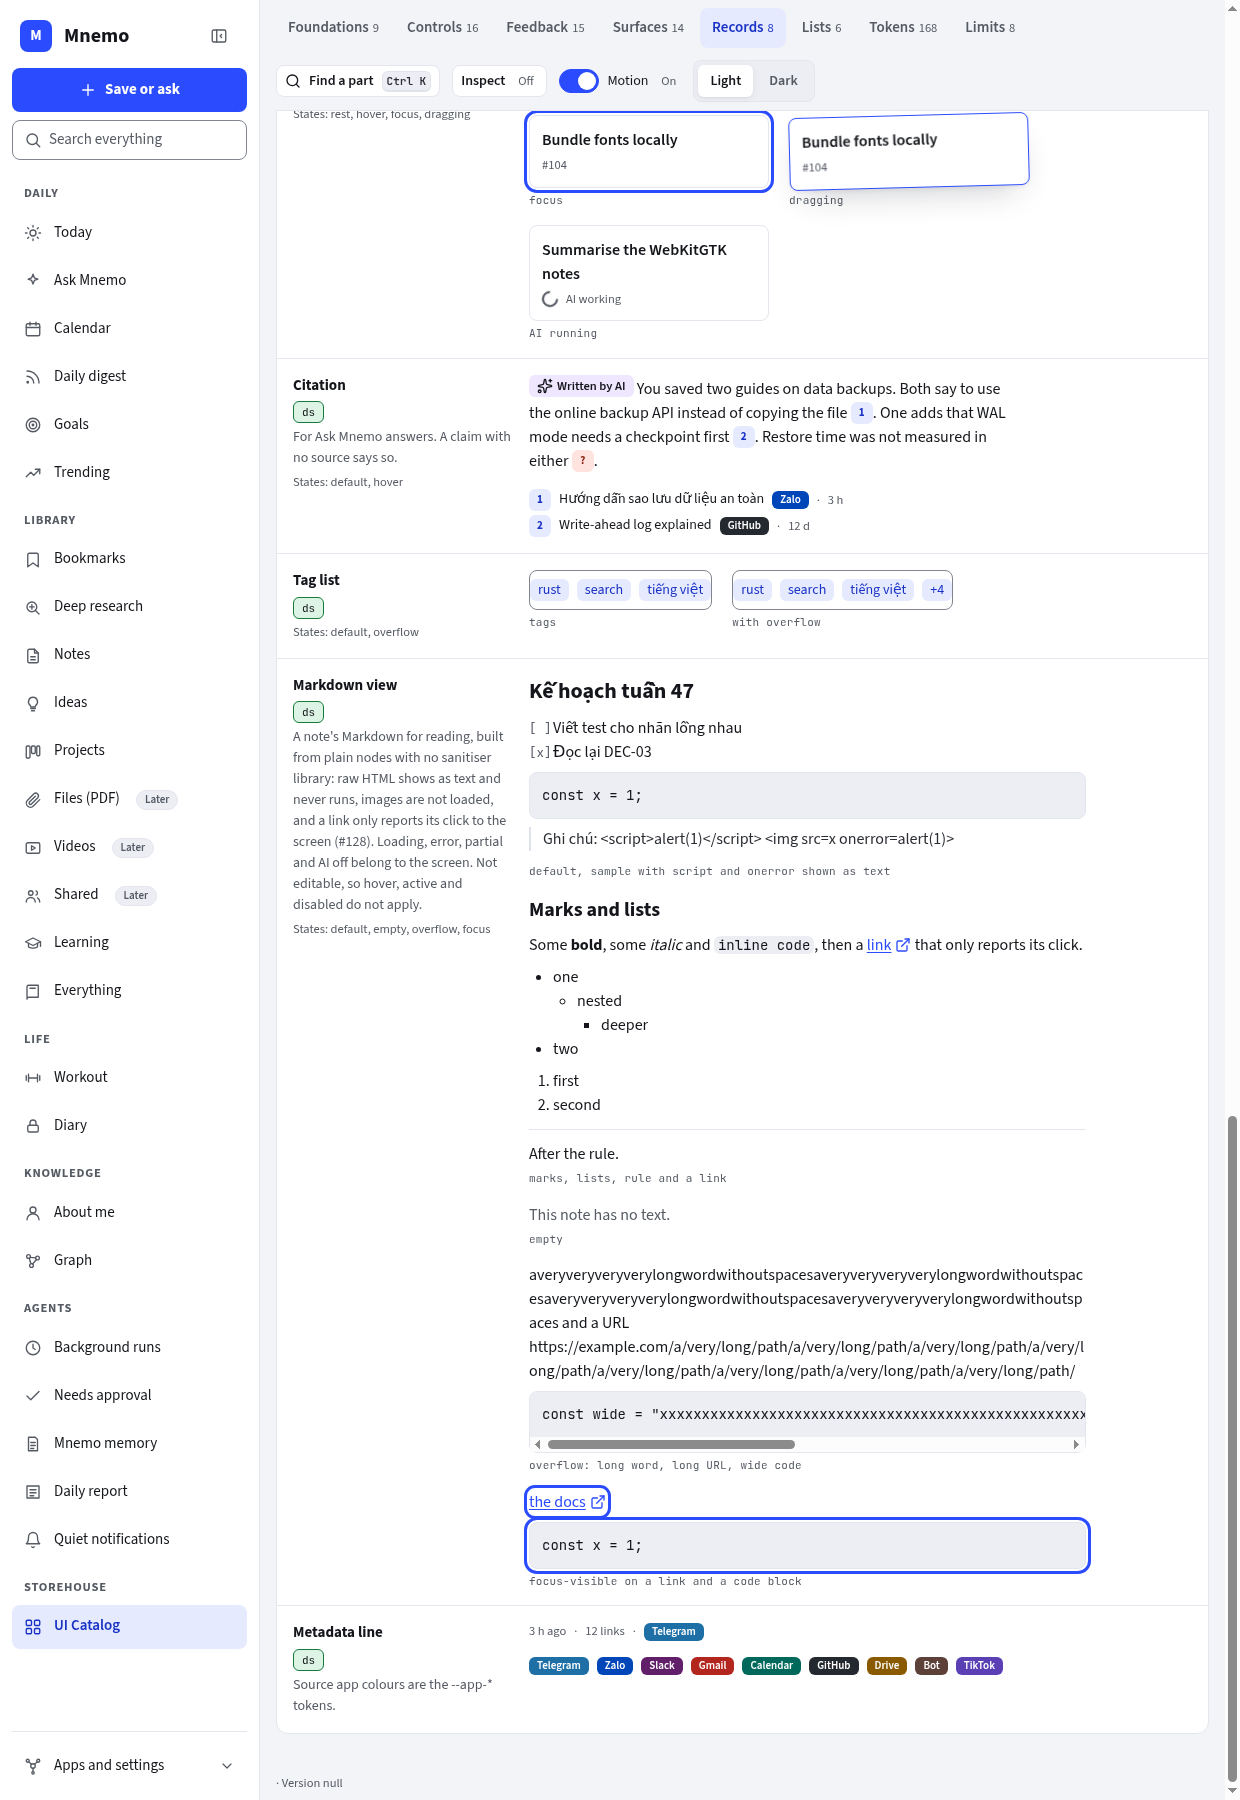 M Mnemo
Save or ask
Search everything
DAILY
Today
Ask Mnemo
Calendar
Daily digest
Goals
Trending
LIBRARY
Bookmarks
Deep research
Notes
Ideas
Projects
Files (PDF) Later
Videos Later
Shared Later
Learning
Everything
LIFE
Workout
Diary
KNOWLEDGE
About me
Graph
AGENTS
Background runs
Needs approval
Mnemo memory
Daily report
Quiet notifications
STOREHOUSE
UI Catalog
Apps and settings
Foundations 9 Controls 16 Feedback 15 Surfaces 14 Records 8 Lists 6 Tokens 168 Limits 8
Find a part Ctrl K Inspect Off Motion On Light Dark
States: rest, hover, focus, dragging
Bundle fonts locally
#104
focus
Bundle fonts locally
#104
dragging
Summarise the WebKitGTK
notes
AI working
AI running
Citation
ds
For Ask Mnemo answers. A claim with
no source says so.
States: default, hover
Written by AI You saved two guides on data backups. Both say to use
the online backup API instead of copying the file 1. One adds that WAL
mode needs a checkpoint first 2. Restore time was not measured in
either ?.
1 Hướng dẫn sao lưu dữ liệu an toàn Zalo · 3 h
2 Write-ahead log explained GitHub · 12 d
Tag list
ds
States: default, overflow
rust search tiếng việt
tags
rust search tiếng việt +4
with overflow
Markdown view
ds
A note's Markdown for reading, built
from plain nodes with no sanitiser
library: raw HTML shows as text and
never runs, images are not loaded,
and a link only reports its click to the
screen (#128). Loading, error, partial
and AI off belong to the screen. Not
editable, so hover, active and
disabled do not apply.
States: default, empty, overflow, focus
Kế hoạch tuần 47
[ ] Viết test cho nhãn lồng nhau
[x] Đọc lại DEC-03
const x = 1;
Ghi chú: <script>alert(1)</script> <img src=x onerror=alert(1)>
default, sample with script and onerror shown as text
Marks and lists
Some bold, some italic and inline code, then a link that only reports its click.
• one
◦ nested
▪ deeper
• two
1. first
2. second
After the rule.
marks, lists, rule and a link
This note has no text.
empty
averyveryveryverylongwordwithoutspacesaveryveryveryverylongwordwithoutspac
esaveryveryveryverylongwordwithoutspacesaveryveryveryverylongwordwithoutsp
aces and a URL
https://example.com/a/very/long/path/a/very/long/path/a/very/long/path/a/very/l
ong/path/a/very/long/path/a/very/long/path/a/very/long/path/a/very/long/path/
const wide = "xxxxxxxxxxxxxxxxxxxxxxxxxxxxxxxxxxxxxxxxxxxxxxxxxxx
overflow: long word, long URL, wide code
the docs
const x = 1;
focus-visible on a link and a code block
Metadata line
ds
Source app colours are the --app-*
tokens.
3 h ago · 12 links · Telegram
Telegram Zalo Slack Gmail Calendar GitHub Drive Bot TikTok
· Version null